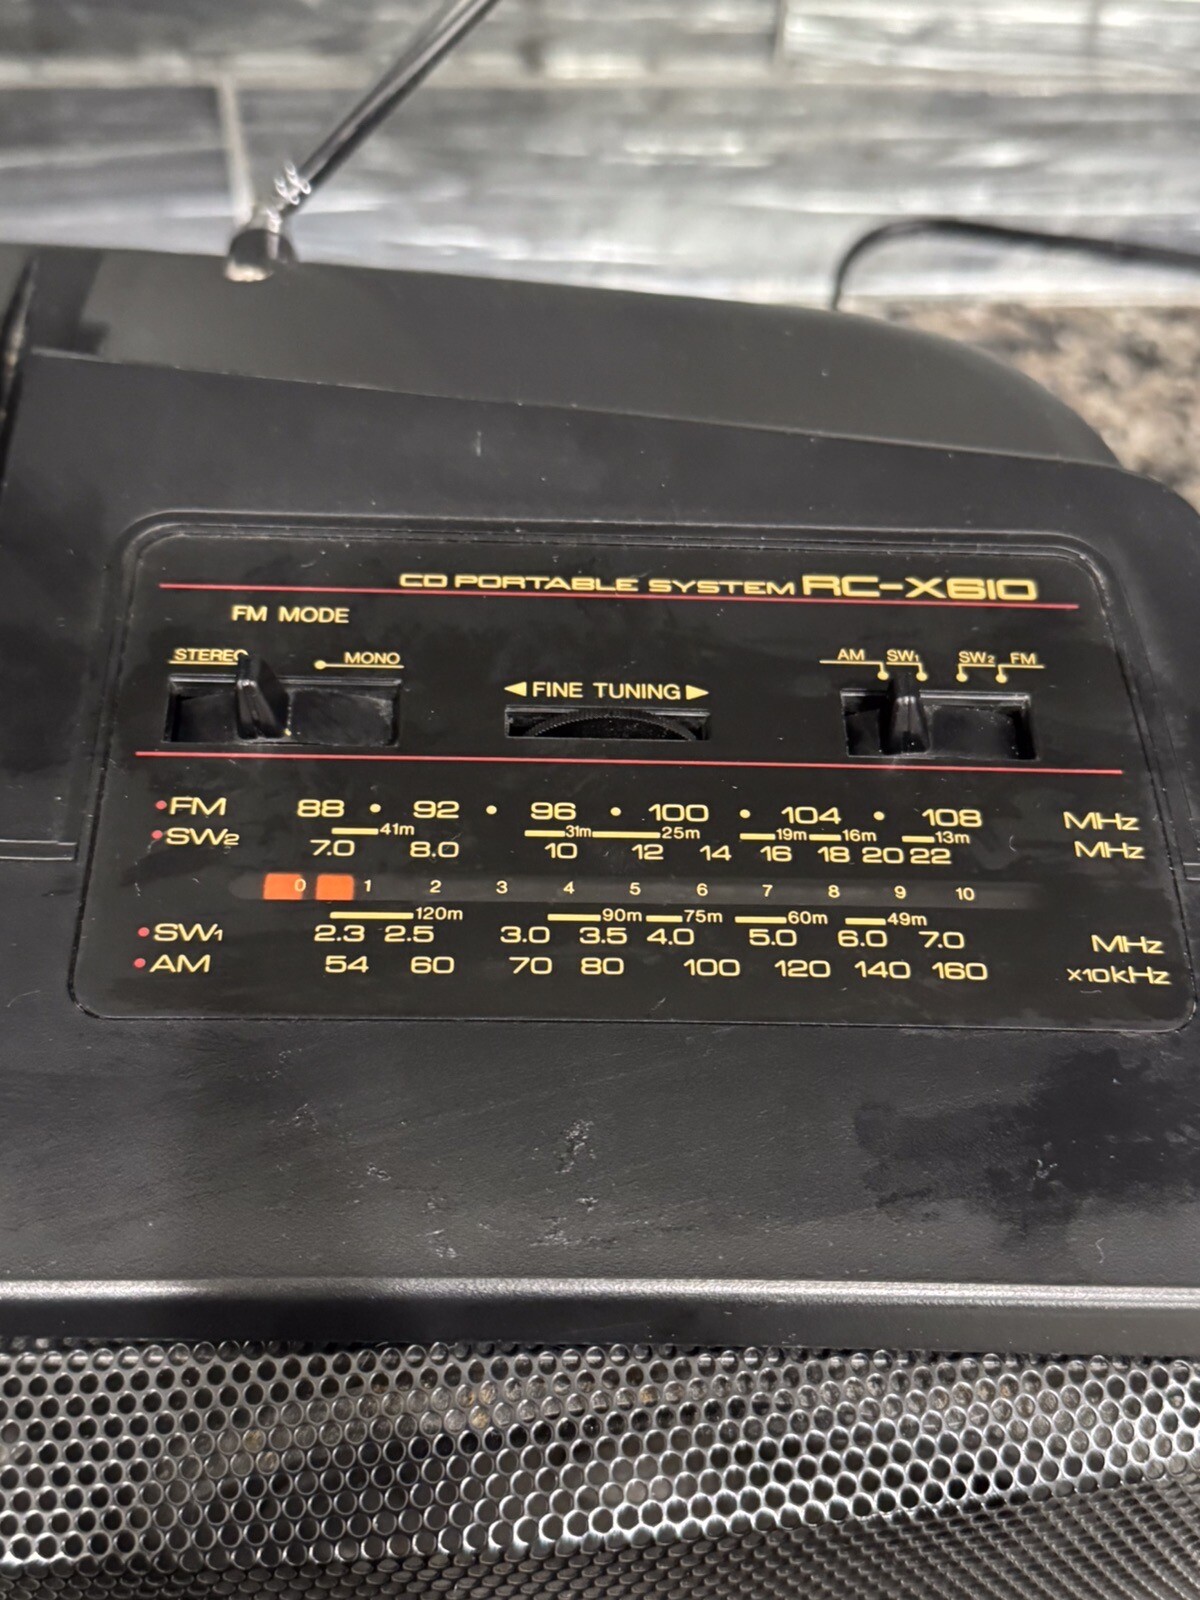 CD PORTABLE SYSTEM RC-X610
FM MODE
STEREO MONO
◀FINE TUNING▶
AM SW1 SW2 FM
•FM 88 • 92 • 96 • 100 • 104 • 108 MHz
41m 31m 25m 19m 16m 13m
•SW2 7.0 8.0 10 12 14 16 18 20 22 MHz
0 1 2 3 4 5 6 7 8 9 10
120m 90m 75m 60m 49m
•SW1 2.3 2.5 3.0 3.5 4.0 5.0 6.0 7.0 MHz
•AM 54 60 70 80 100 120 140 160 x10kHz